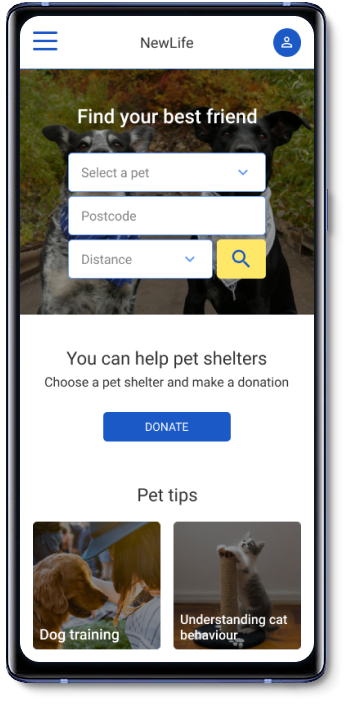 NewLife
Find your best friend
Select a pet
Postcode
Distance
You can help pet shelters
Choose a pet shelter and make a donation
DONATE
Pet tips
Dog training
Understanding cat
behaviour